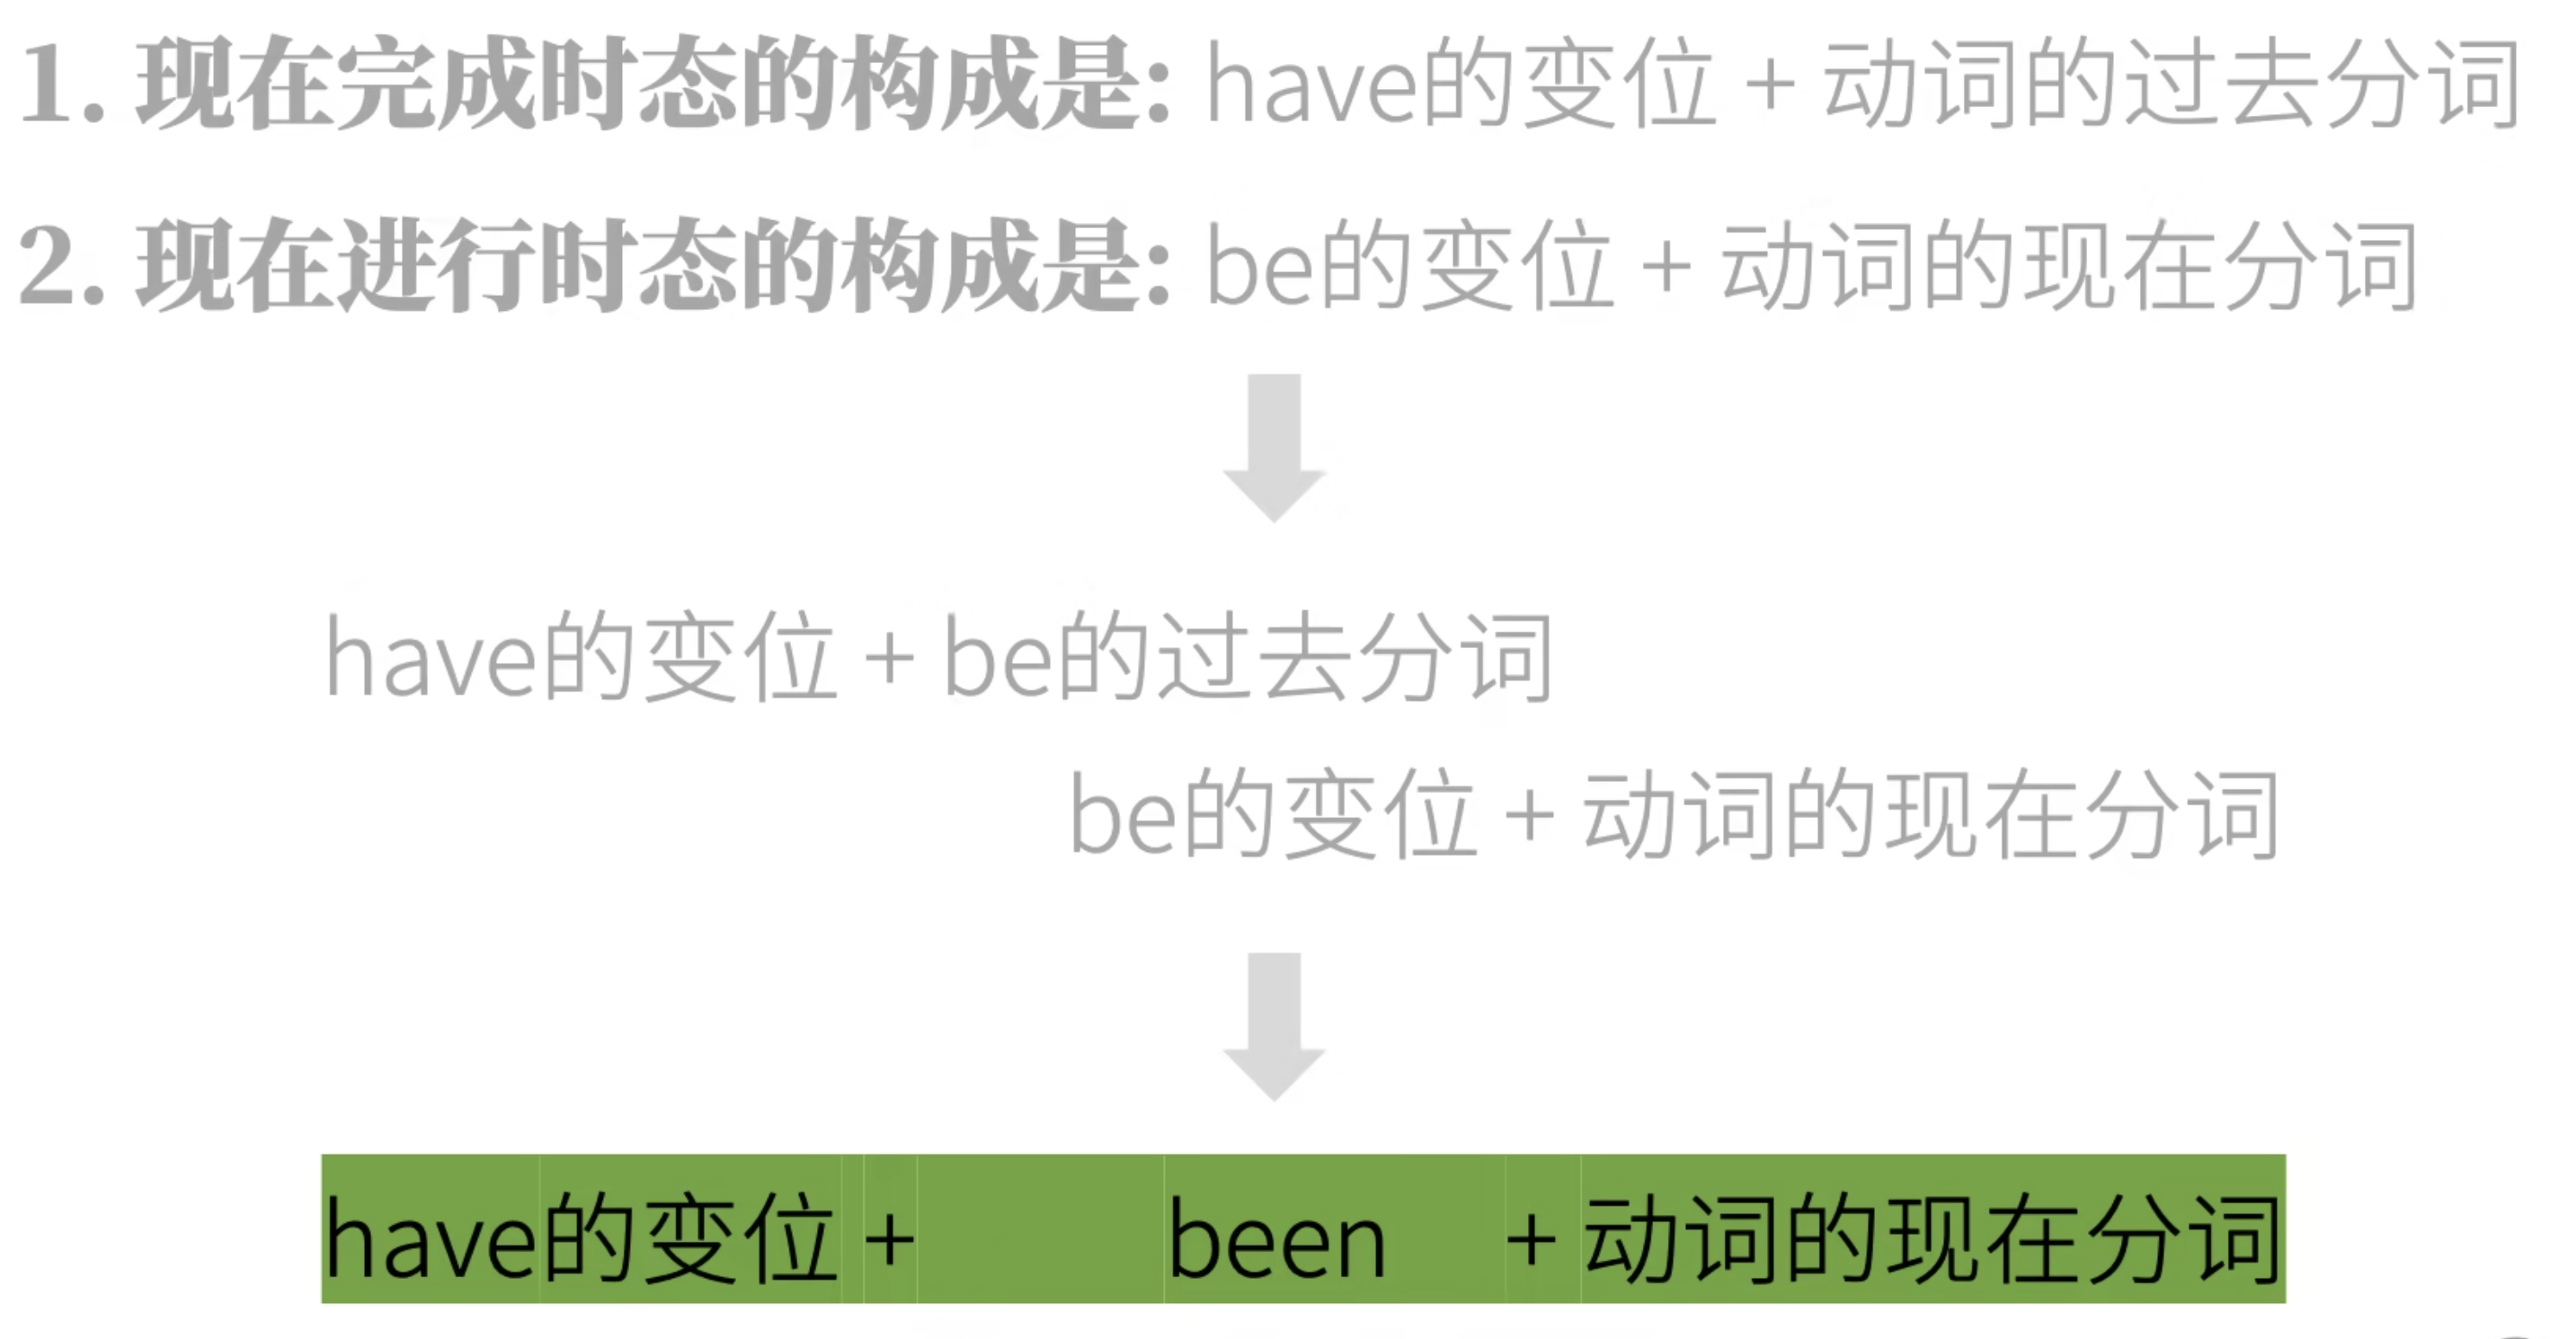 1. 现在完成时态的构成是: have的变位 + 动词的过去分词
2. 现在进行时态的构成是: be的变位 + 动词的现在分词
have的变位 + be的过去分词
be的变位 + 动词的现在分词
have的变位 + been + 动词的现在分词